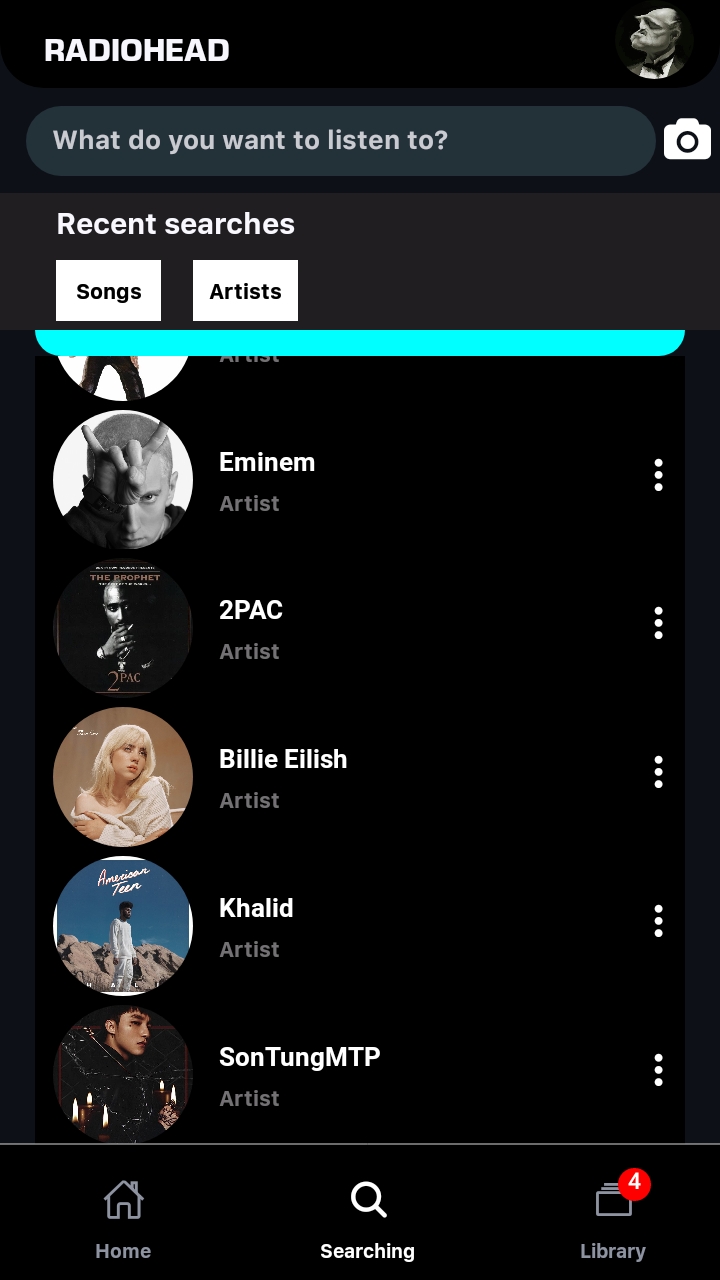 RADIOHEAD
What do you want to listen to?
Recent searches
Songs Artists
Artist
Eminem
Artist
THE PROPHET
2PAC
2PAC
Artist
Billie Eilish
Artist
American
Teen
Khalid
Artist
SonTungMTP
Artist
4
Home Searching Library